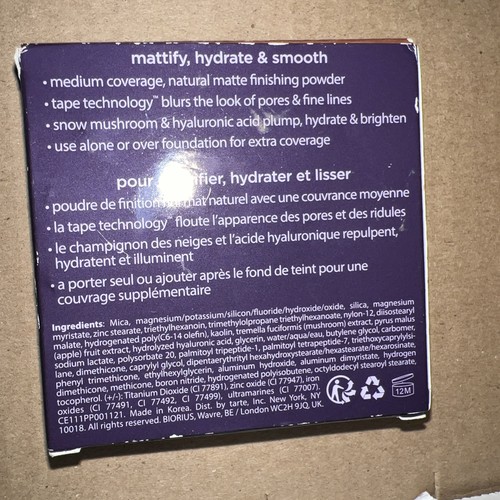 mattify, hydrate & smooth
• medium coverage, natural matte finishing powder
• tape technology™ blurs the look of pores & fine lines
• snow mushroom & hyaluronic acid plump, hydrate & brighten
• use alone or over foundation for extra coverage
pour hydrater et lisser
• poudre de finition mat naturel avec une couvrance moyenne
• la tape technology™ floute l'apparence des pores et des ridules
• le champignon des neiges et l'acide hyaluronique repulpent,
hydratent et illuminent
• a porter seul ou ajouter après le fond de teint pour une
couvrage supplémentaire
Ingredients: Mica, magnesium/potassium/silicon/fluoride/hydroxide/oxide, silica, magnesium
myristate, zinc stearate, triethylhexanoin, trimethylolpropane triethylhexanoate, nylon-12, diisostearyl
malate, hydrogenated poly(C6-14 olefin), kaolin, tremella fuciformis (mushroom) extract, pyrus malus
(apple) fruit extract, hydrolyzed hyaluronic acid, glycerin, water/aqua/eau, butylene glycol, carbomer,
sodium lactate, polysorbate 20, palmitoyl tripeptide-1, palmitoyl tetrapeptide-7, triethoxycaprylylsi-
lane, dimethicone, caprylyl glycol, dipentaerythrityl hexahydroxystearate/hexastearate/hexarosinate,
phenyl trimethicone, ethylhexylglycerin, aluminum hydroxide, aluminum dimyristate, hydrogen
dimethicone, methicone, boron nitride, hydrogenated polyisobutene, octyldodecyl stearoyl stearate,
tocopherol. (+/-): Titanium Dioxide (CI 77891), zinc oxide (CI 77947), iron
oxides (CI 77491, CI 77492, CI 77499), ultramarines (CI 77007).
CE111PP001121. Made in Korea. Dist. by tarte, inc. New York, NY
10018. All rights reserved. BIORIUS, Wavre, BE / London WC2H 9JQ, UK.
12M